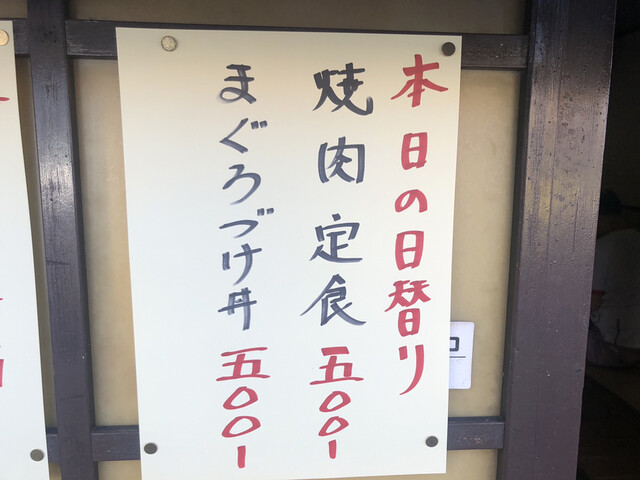 本日の日替り
焼肉定食 五〇〇-
まぐろづけ丼 五〇〇-